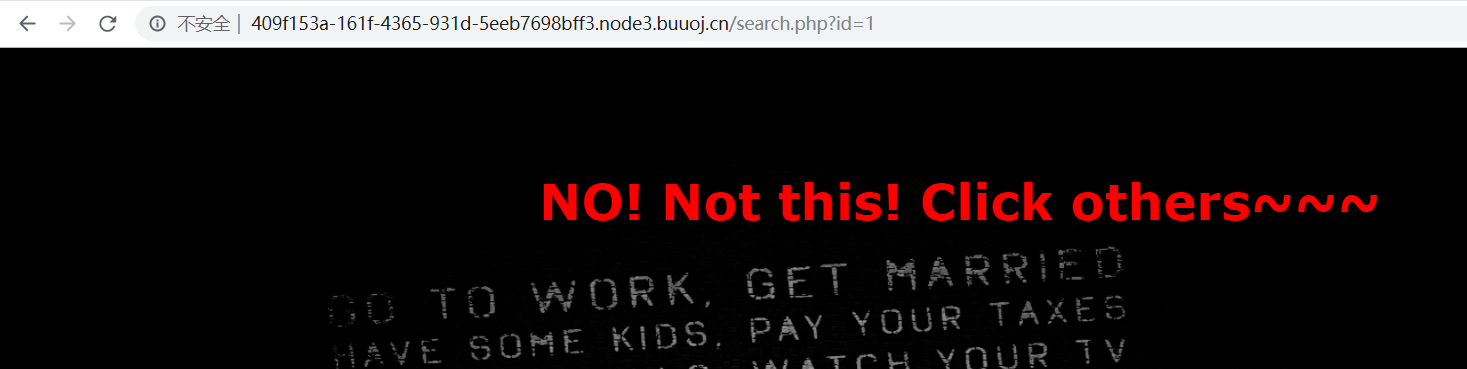 不安全 | 409f153a-161f-4365-931d-5eeb7698bff3.node3.buuoj.cn/search.php?id=1
NO! Not this! Click others~~~
GO TO WORK, GET MARRIED
HAVE SOME KIDS, PAY YOUR TAXES
WATCH YOUR TV